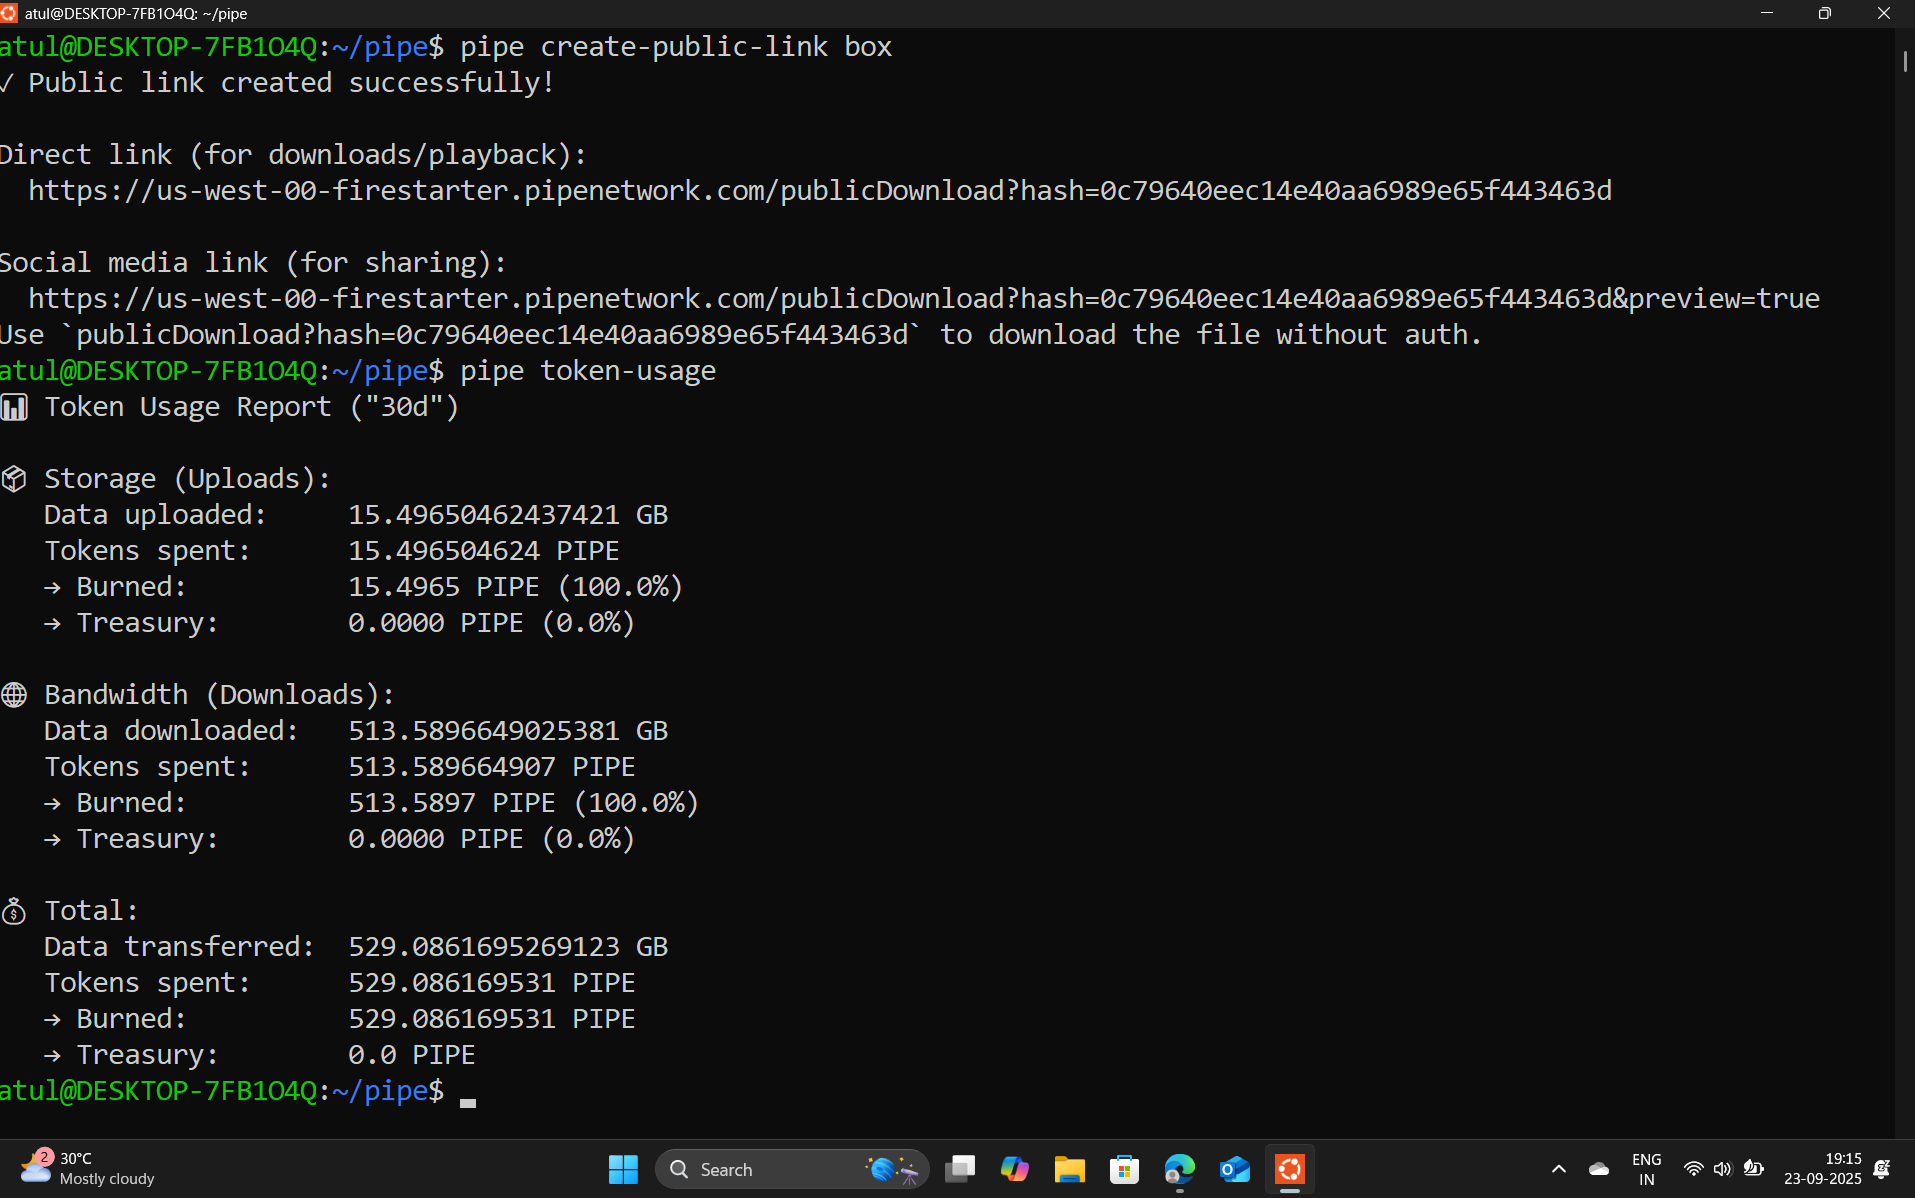 atul@DESKTOP-7FB1O4Q: ~/pipe
atul@DESKTOP-7FB1O4Q:~/pipe$ pipe create-public-link box
✓ Public link created successfully!
Direct link (for downloads/playback):
https://us-west-00-firestarter.pipenetwork.com/publicDownload?hash=0c79640eec14e40aa6989e65f443463d
Social media link (for sharing):
https://us-west-00-firestarter.pipenetwork.com/publicDownload?hash=0c79640eec14e40aa6989e65f443463d&preview=true
Use `publicDownload?hash=0c79640eec14e40aa6989e65f443463d` to download the file without auth.
atul@DESKTOP-7FB1O4Q:~/pipe$ pipe token-usage
Token Usage Report ("30d")
Storage (Uploads):
Data uploaded: 15.49650462437421 GB
Tokens spent: 15.496504624 PIPE
→ Burned: 15.4965 PIPE (100.0%)
→ Treasury: 0.0000 PIPE (0.0%)
Bandwidth (Downloads):
Data downloaded: 513.5896649025381 GB
Tokens spent: 513.589664907 PIPE
→ Burned: 513.5897 PIPE (100.0%)
→ Treasury: 0.0000 PIPE (0.0%)
Total:
Data transferred: 529.0861695269123 GB
Tokens spent: 529.086169531 PIPE
→ Burned: 529.086169531 PIPE
→ Treasury: 0.0 PIPE
atul@DESKTOP-7FB1O4Q:~/pipe$
2
30°C
Mostly cloudy
Search
ENG
IN
19:15
23-09-2025